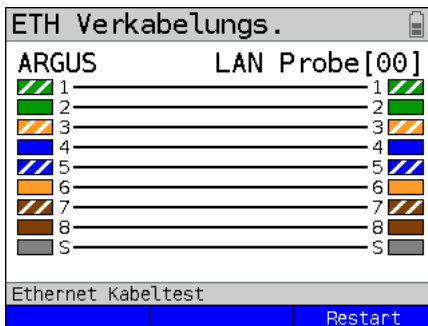 ETH Verkabelungs.
ARGUS LAN Probe[00]
1 1
2 2
3 3
4 4
5 5
6 6
7 7
8 8
S S
Ethernet Kabeltest
Restart